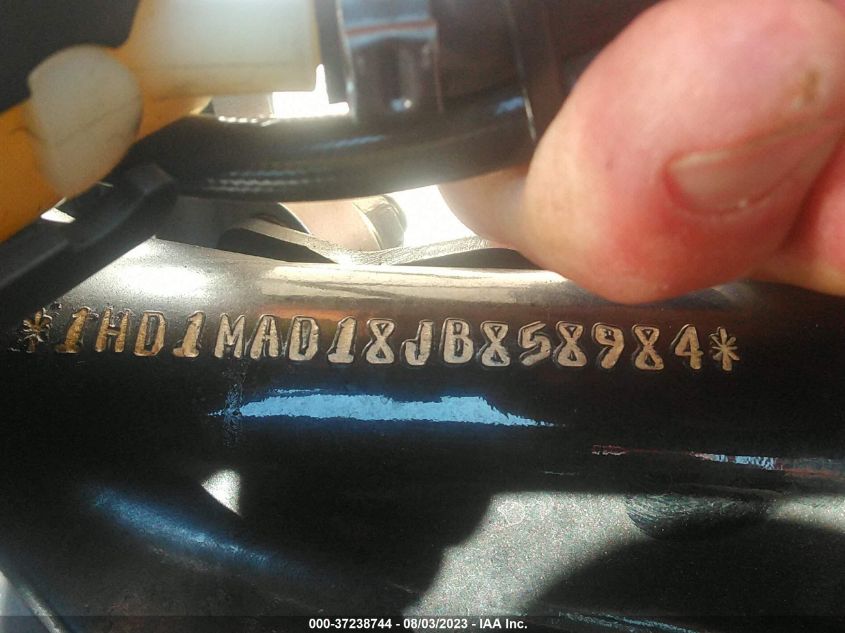 *1HD1MAD18JB858984*
000-37238744 - 08/03/2023 - IAA Inc.